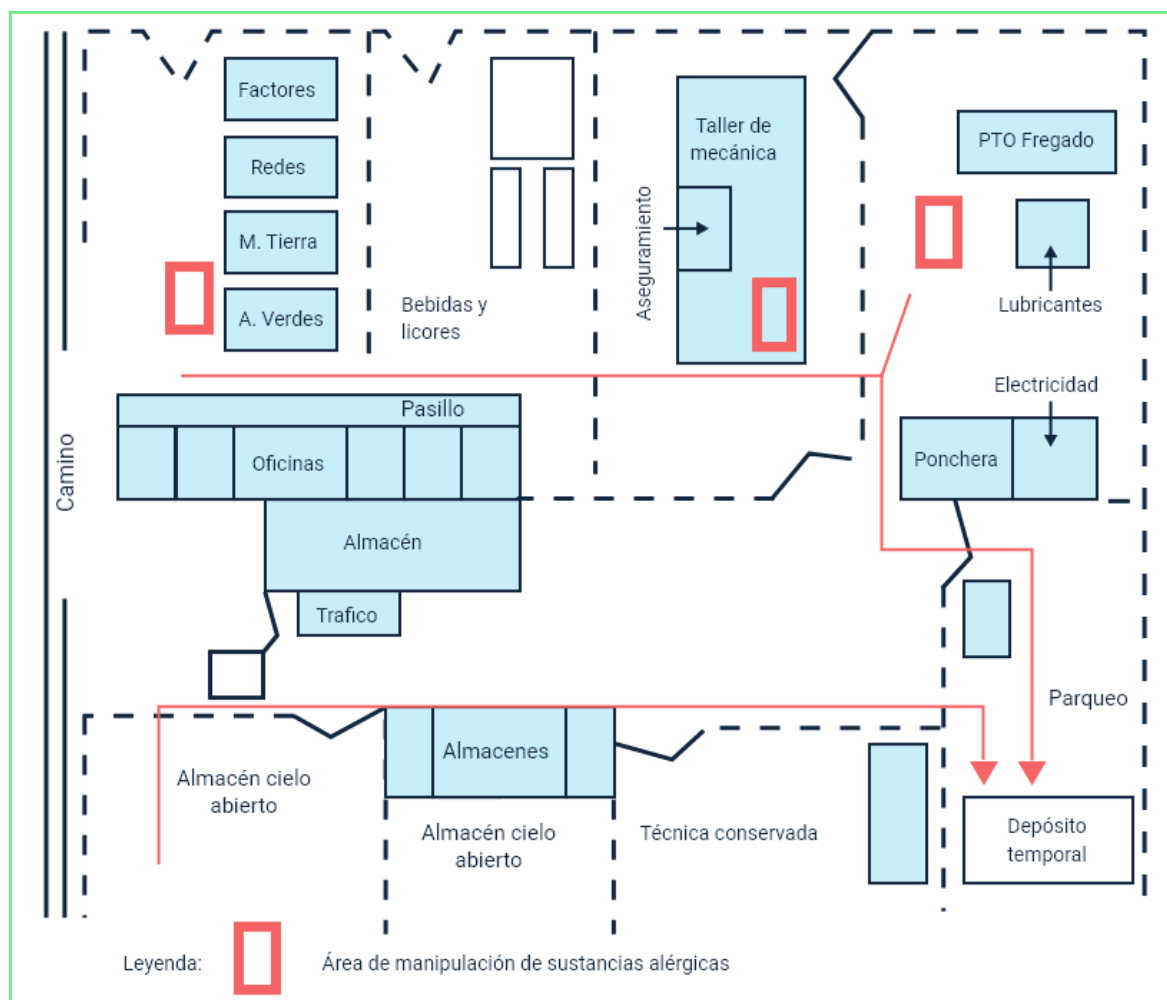 Factores
Redes
M. Tierra
A. Verdes
Bebidas y
licores
Taller de
mecánica
Aseguramiento
PTO Fregado
Lubricantes
Electricidad
Ponchera
Camino
Pasillo
Oficinas
Almacén
Trafico
Parqueo
Almacén cielo
abierto
Almacenes
Almacén cielo
abierto
Técnica conservada
Depósito
temporal
Leyenda:
Área de manipulación de sustancias alérgicas